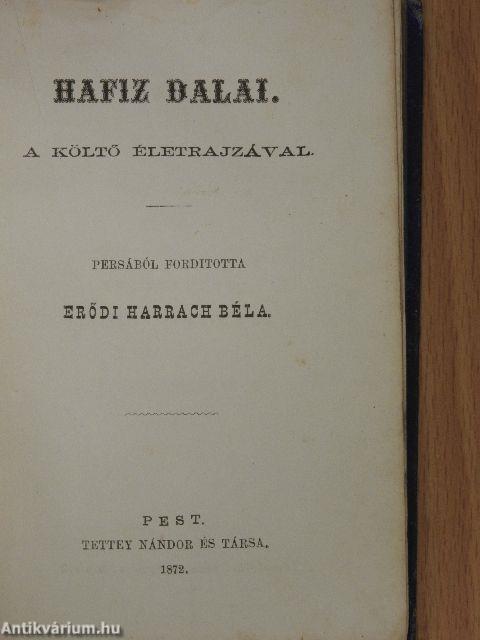 HAFIZ DALAI.
A KÖLTŐ ÉLETRAJZÁVAL.
PERSÁBÓL FORDITOTTA
ERŐDI HARRACH BÉLA.
PEST.
TETTEY NÁNDOR ÉS TÁRSA.
1872.
Antikvárium.hu